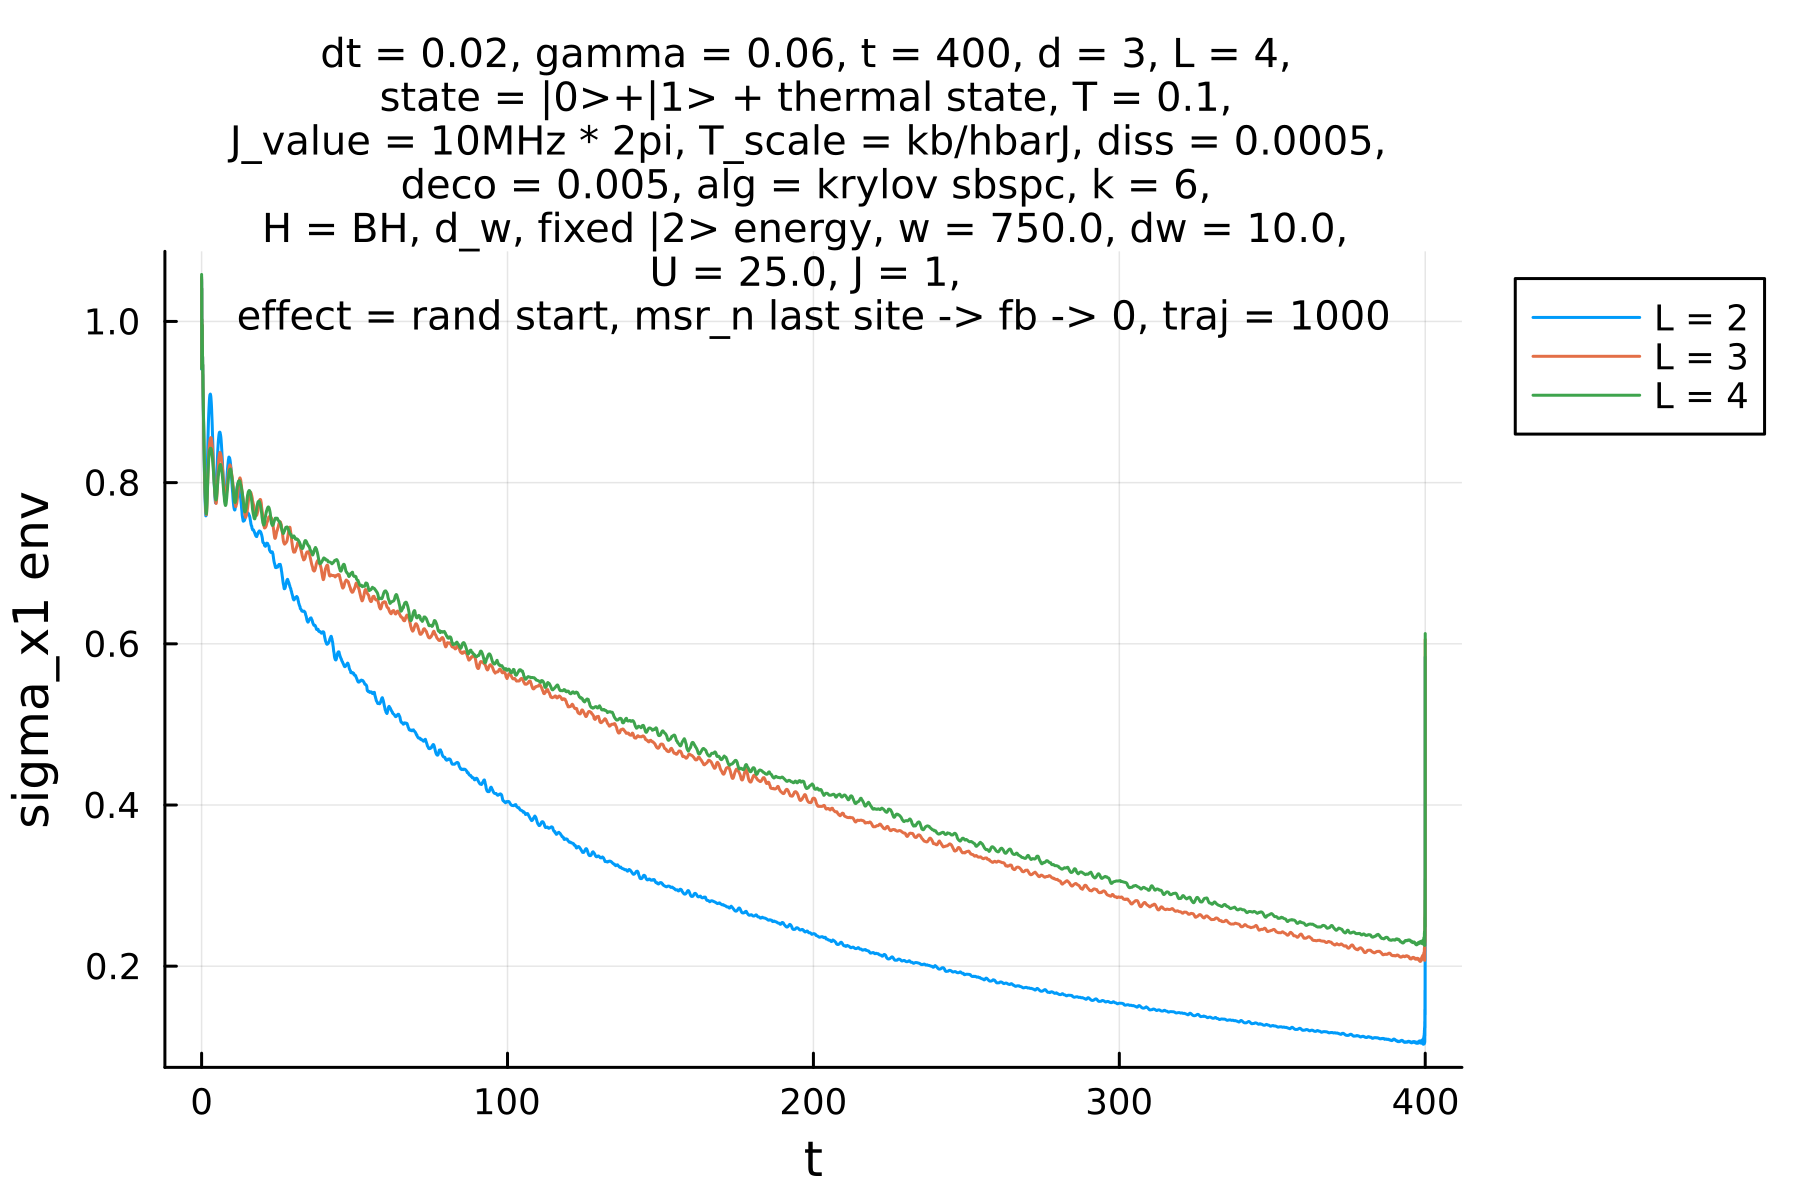 dt = 0.02, gamma = 0.06, t = 400, d = 3, L = 4,
state = |0>+|1> + thermal state, T = 0.1,
J_value = 10MHz * 2pi, T_scale = kb/hbarJ, diss = 0.0005,
deco = 0.005, alg = krylov sbspc, k = 6,
H = BH, d_w, fixed |2> energy, w = 750.0, dw = 10.0,
U = 25.0, J = 1,
effect = rand start, msr_n last site -> fb -> 0, traj = 1000
L = 2
L = 3
L = 4
sigma_x1 env
1.0
0.8
0.6
0.4
0.2
0
100
200
300
400
t